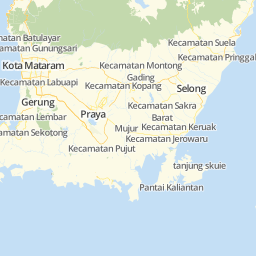 Kecamatan Batulayar
Kecamatan Gunungsari
Kecamatan Suela
Kecamatan Pringgal
Kota Mataram
Kecamatan Montong
Gading
Kecamatan Labuapi
Kecamatan Kopang
Selong
Gerung
Kecamatan Sakra
Barat
Kecamatan Lembar
Praya
Mujur
Kecamatan Keruak
Kecamatan Sekotong
Kecamatan Jerowaru
Kecamatan Pujut
tanjung skuie
Pantai Kaliantan